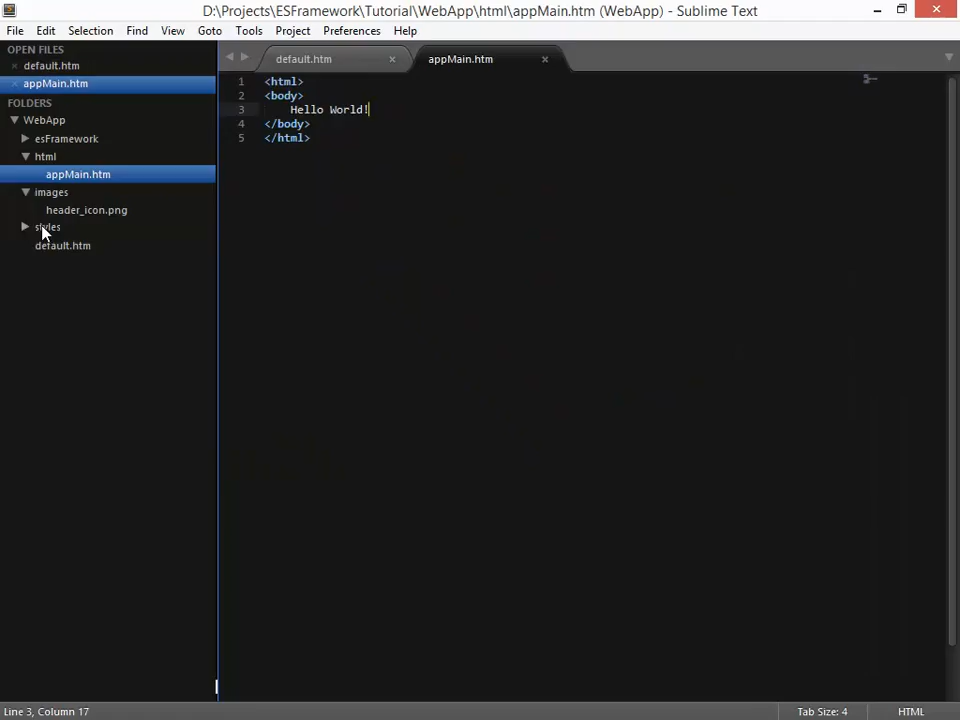 D:\Projects\ESFramework\Tutorial\WebApp\html\appMain.htm (WebApp) - Sublime Text
File Edit Selection View Find Goto Tools Project Preferences Help
OPEN FILES
default.htm
appMain.htm
FOLDERS
WebApp
esFramework
html
appMain.htm
images
header_icon.png
styles
default.htm
default.htm
appMain.htm
1 <html>
2 <body>
3 Hello World!
4 </body>
5 </html>
Line 3, Column 17
Tab Size: 4
HTML